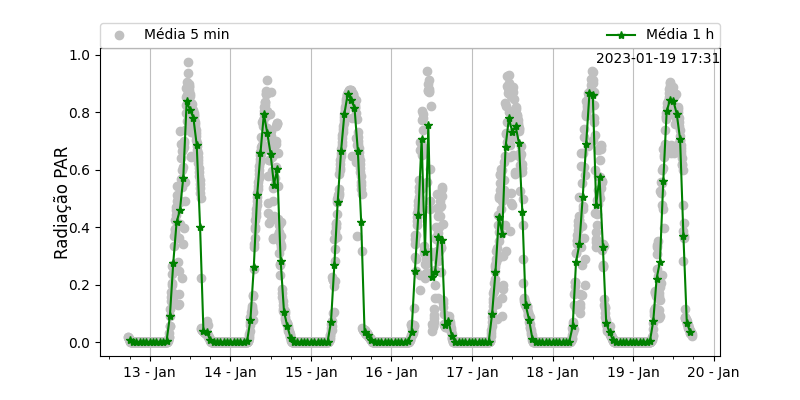 Média 5 min
Média 1 h
2023-01-19 17:31
Radiação PAR
1.0
0.8
0.6
0.4
0.2
0.0
13 - Jan
14 - Jan
15 - Jan
16 - Jan
17 - Jan
18 - Jan
19 - Jan
20 - Jan